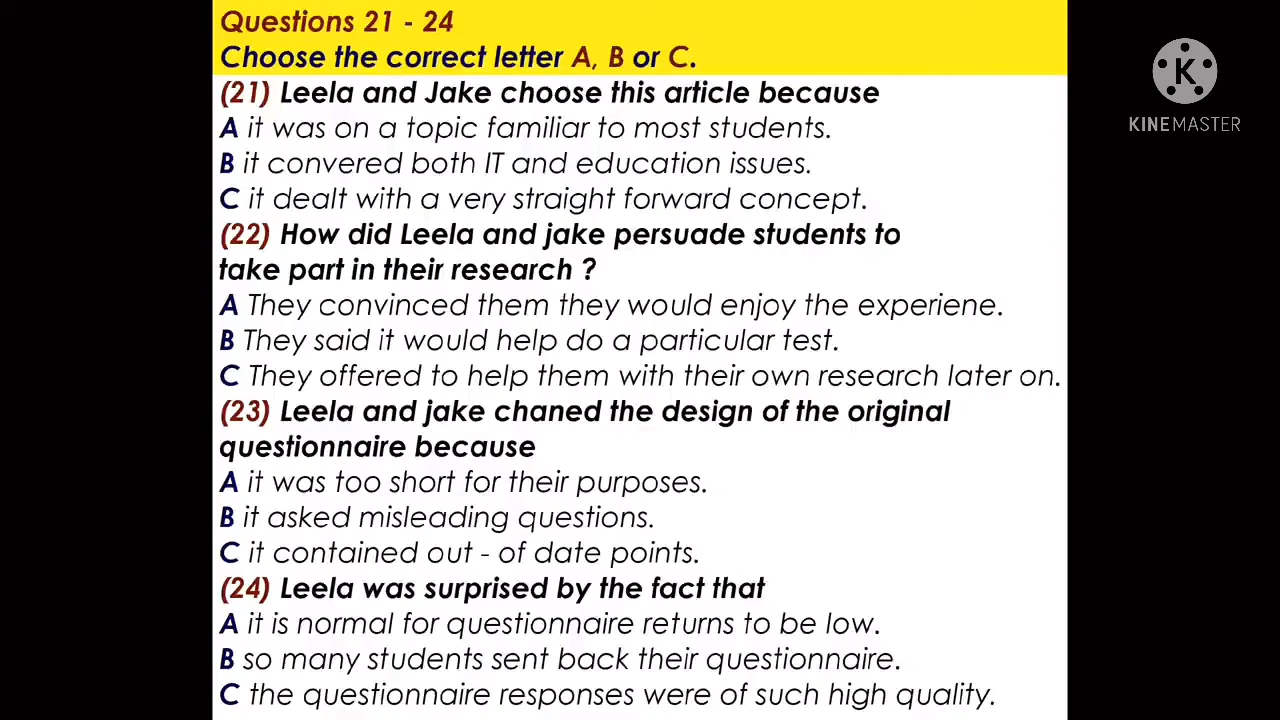 Questions 21 - 24
Choose the correct letter A, B or C.
(21) Leela and Jake choose this article because
A it was on a topic familiar to most students.
B it convered both IT and education issues.
C it dealt with a very straight forward concept.
(22) How did Leela and jake persuade students to
take part in their research ?
A They convinced them they would enjoy the experiene.
B They said it would help do a particular test.
C They offered to help them with their own research later on.
(23) Leela and jake chaned the design of the original
questionnaire because
A it was too short for their purposes.
B it asked misleading questions.
C it contained out - of date points.
(24) Leela was surprised by the fact that
A it is normal for questionnaire returns to be low.
B so many students sent back their questionnaire.
C the questionnaire responses were of such high quality.
K
KINEMASTER